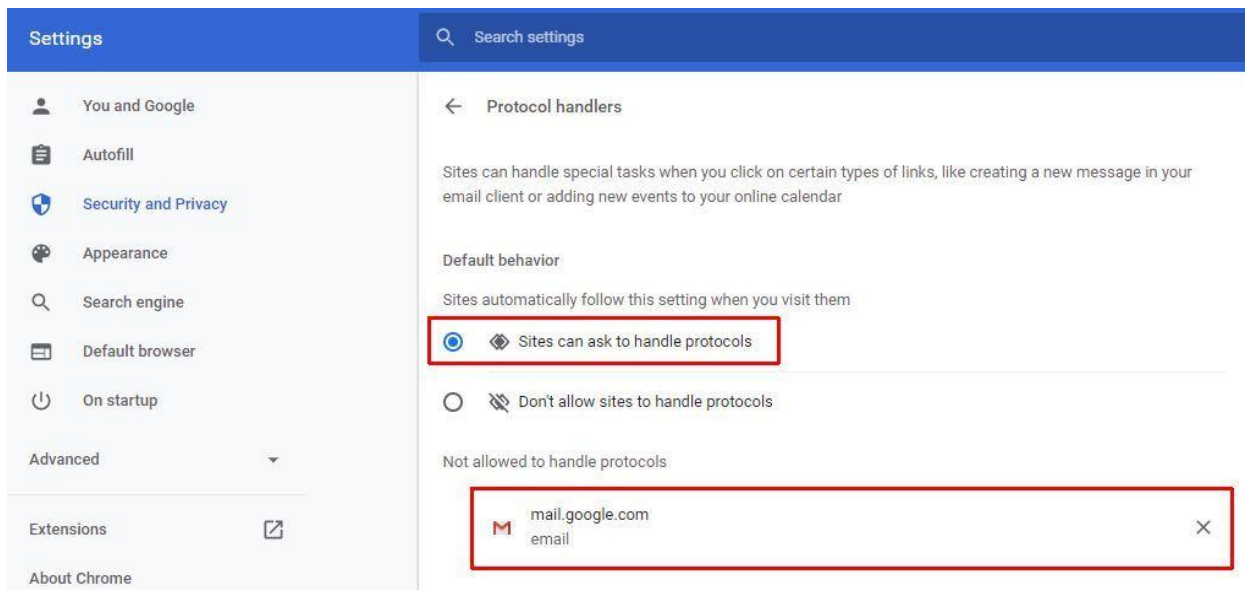 Settings
Search settings
You and Google
Autofill
Security and Privacy
Appearance
Search engine
Default browser
On startup
Advanced
Extensions
About Chrome
Protocol handlers
Sites can handle special tasks when you click on certain types of links, like creating a new message in your
email client or adding new events to your online calendar
Default behavior
Sites automatically follow this setting when you visit them
Sites can ask to handle protocols
Don't allow sites to handle protocols
Not allowed to handle protocols
mail.google.com
email